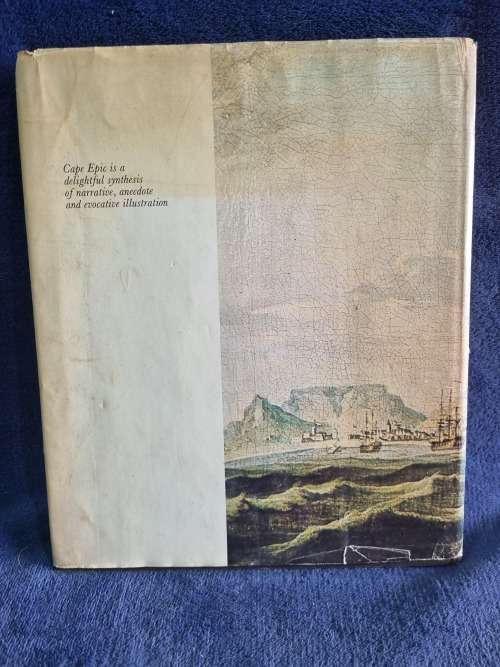 Cape Epic is a
delightful synthesis
of narrative, anecdote
and evocative illustration